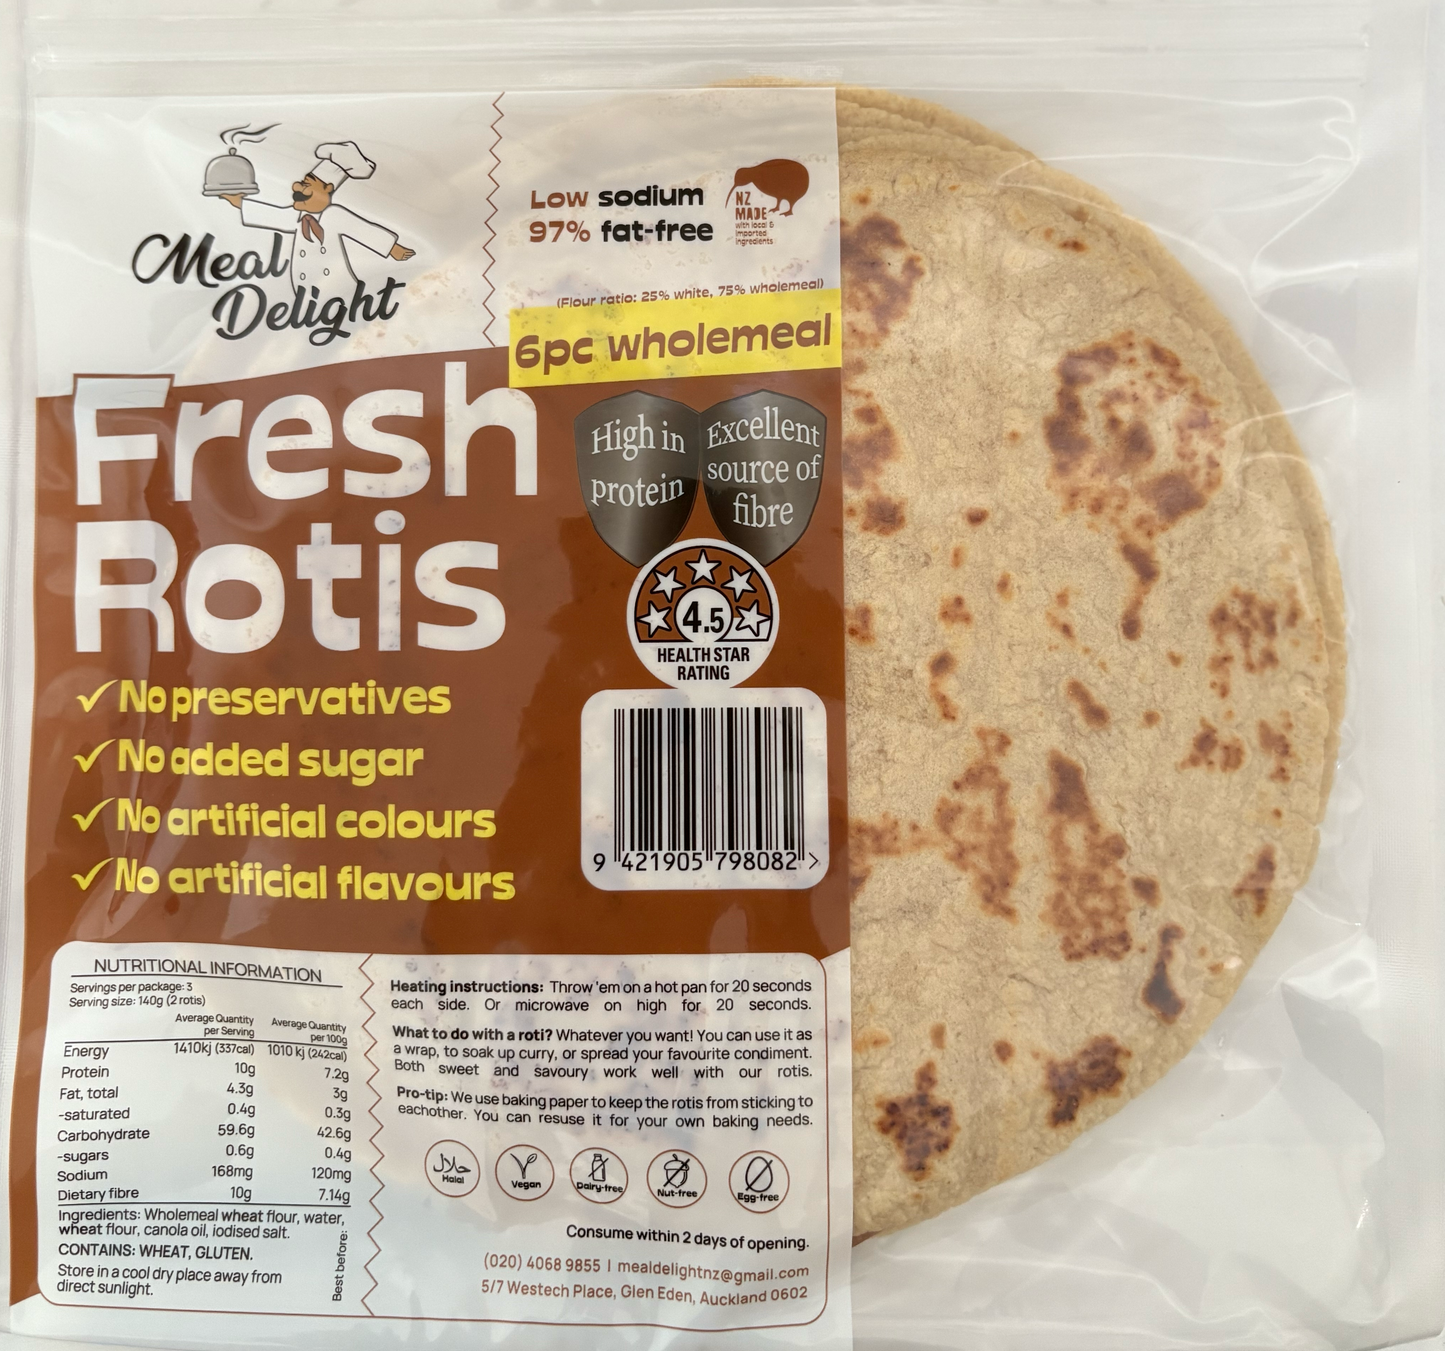 Meal
Delight
Low sodium
97% fat-free
NZ
MADE
with local &
imported
ingredients
(Flour ratio: 25% white, 75% wholemeal)
6pc wholemeal
Fresh
Rotis
High in
protein
Excellent
source of
fibre
4.5
HEALTH STAR
RATING
✓ No preservatives
✓ No added sugar
✓ No artificial colours
✓ No artificial flavours
9 421905 798082 >
NUTRITIONAL INFORMATION
Servings per package: 3
Serving size: 140g (2 rotis)
Average Quantity per Serving Average Quantity per 100g
Energy 1410kj (337cal) 1010 kj (242cal)
Protein 10g 7.2g
Fat, total 4.3g 3g
-saturated 0.4g 0.3g
Carbohydrate 59.6g 42.6g
-sugars 0.6g 0.4g
Sodium 168mg 120mg
Dietary fibre 10g 7.14g
Ingredients: Wholemeal wheat flour, water,
wheat flour, canola oil, iodised salt.
CONTAINS: WHEAT, GLUTEN.
Store in a cool dry place away from
direct sunlight.
Best before:
Heating instructions: Throw 'em on a hot pan for 20 seconds
each side. Or microwave on high for 20 seconds.
What to do with a roti? Whatever you want! You can use it as
a wrap, to soak up curry, or spread your favourite condiment.
Both sweet and savoury work well with our rotis.
Pro-tip: We use baking paper to keep the rotis from sticking to
eachother. You can resuse it for your own baking needs.
حلال
Halal
Vegan
Dairy-free
Nut-free
Egg-free
Consume within 2 days of opening.
(020) 4068 9855 | mealdelightnz@gmail.com
5/7 Westech Place, Glen Eden, Auckland 0602